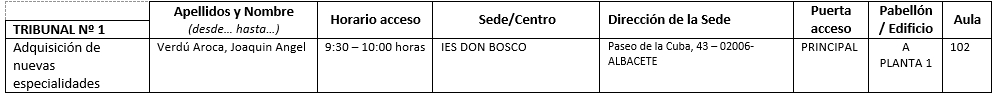 TRIBUNAL Nº 1
Apellidos y Nombre
(desde... hasta...)
Horario acceso
Sede/Centro
Dirección de la Sede
Puerta
acceso
Pabellón
/ Edificio
Aula
Adquisición de
nuevas
especialidades
Verdú Aroca, Joaquin Angel
9:30 – 10:00 horas
IES DON BOSCO
Paseo de la Cuba, 43 – 02006-
ALBACETE
PRINCIPAL
A
PLANTA 1
102